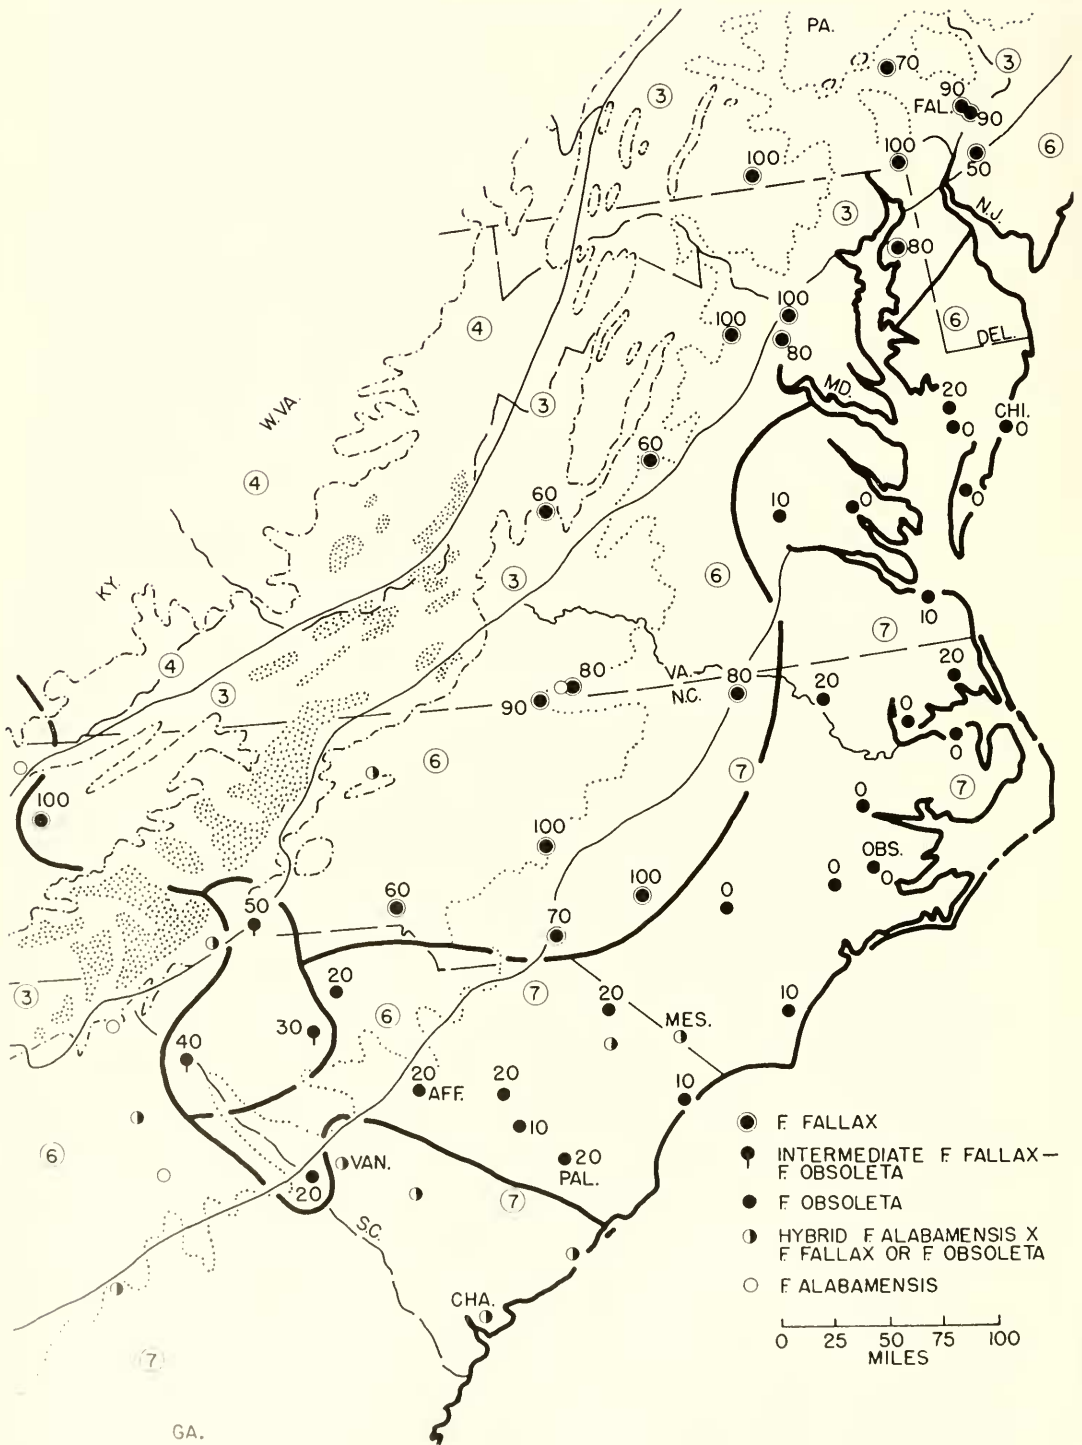 PA.
70
3
3
90
FAL.
90
6
100
50
100
N.J.
3
80
100
100
80
6
DEL.
4
MD.
20
CHI.
0
0
W.VA.
3
60
4
60
10
0
0
3
6
KY.
10
7
4
VA.
N.C.
80
20
20
3
80
90
0
0
6
7
7
100
0
100
OBS.
0
0
100
0
60
50
70
20
7
20
MES.
10
3
6
30
40
20
AFF.
20
10
10
6
VAN.
20
PAL.
20
7
S.C.
CHA.
7
GA.
F. FALLAX
INTERMEDIATE F. FALLAX—
F. OBSOLETA
F. OBSOLETA
HYBRID F. ALABAMENSIS X
F. FALLAX OR F. OBSOLETA
F. ALABAMENSIS
0 25 50 75 100
MILES